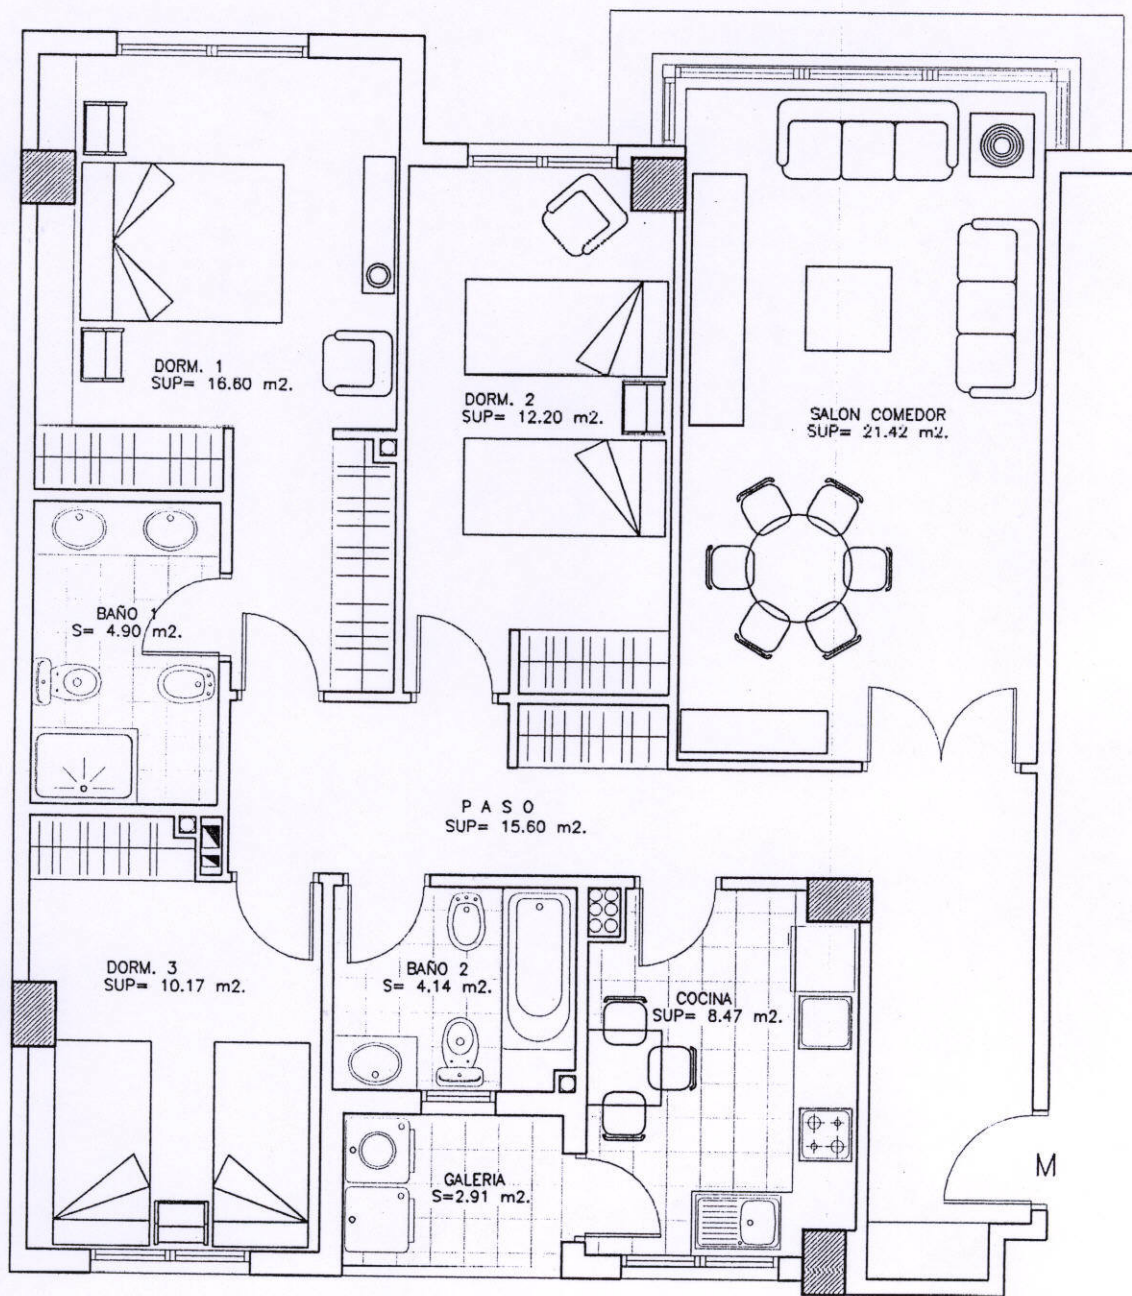 DORM. 1
SUP= 16.60 m2.
DORM. 2
SUP= 12.20 m2.
SALON COMEDOR
SUP= 21.42 m2.
BAÑO 1
S= 4.90 m2.
P A S O
SUP= 15.60 m2.
DORM. 3
SUP= 10.17 m2.
BAÑO 2
S= 4.14 m2.
COCINA
SUP= 8.47 m2.
GALERIA
S=2.91 m2.
M